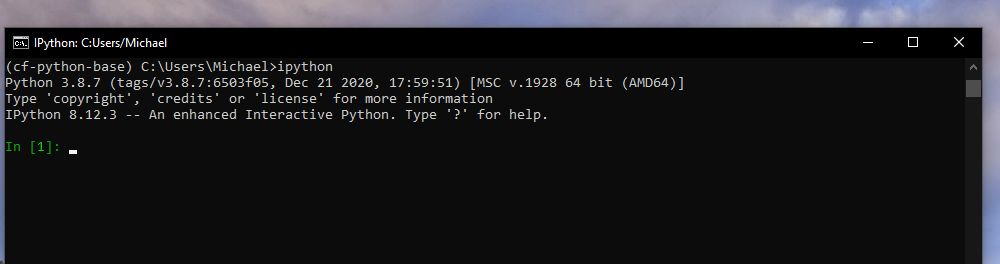 IPython: C:Users/Michael
(cf-python-base) C:\Users\Michael>ipython
Python 3.8.7 (tags/v3.8.7:6503f05, Dec 21 2020, 17:59:51) [MSC v.1928 64 bit (AMD64)]
Type 'copyright', 'credits' or 'license' for more information
IPython 8.12.3 -- An enhanced Interactive Python. Type '?' for help.
In [1]: